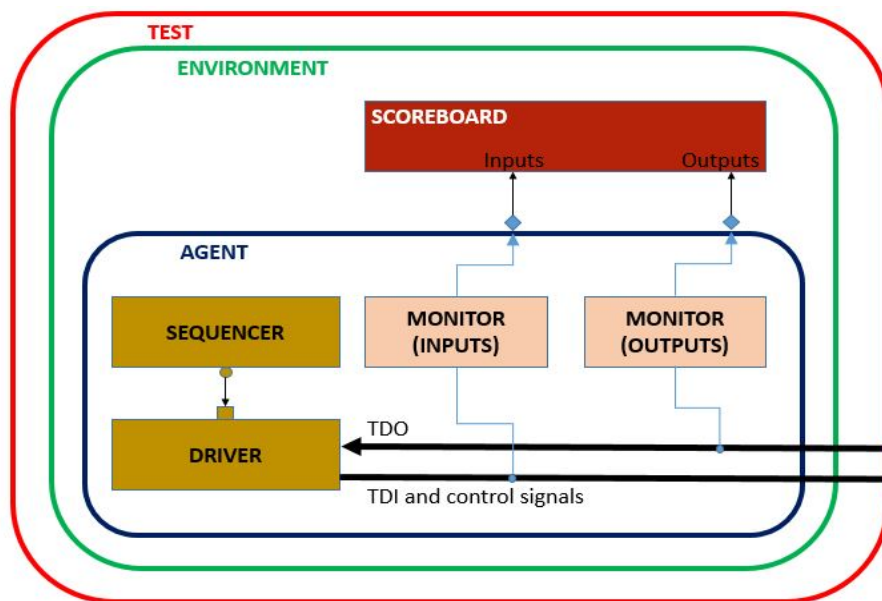 TEST
ENVIRONMENT
SCOREBOARD
Inputs
Outputs
AGENT
SEQUENCER
MONITOR
(INPUTS)
MONITOR
(OUTPUTS)
TDO
DRIVER
TDI and control signals